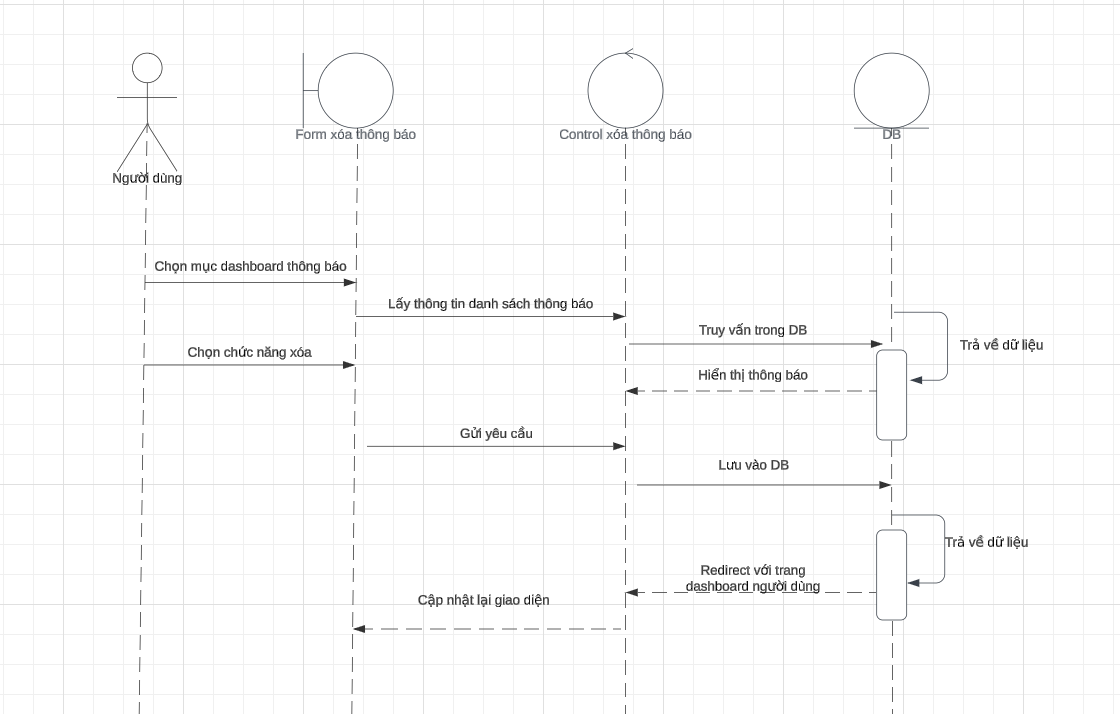 Form xóa thông báo
Control xóa thông báo
DB
Người dùng
Chọn mục dashboard thông báo
Lấy thông tin danh sách thông báo
Truy vấn trong DB
Trả về dữ liệu
Chọn chức năng xóa
Hiển thị thông báo
Gửi yêu cầu
Lưu vào DB
Trả về dữ liệu
Redirect với trang
dashboard người dùng
Cập nhật lại giao diện